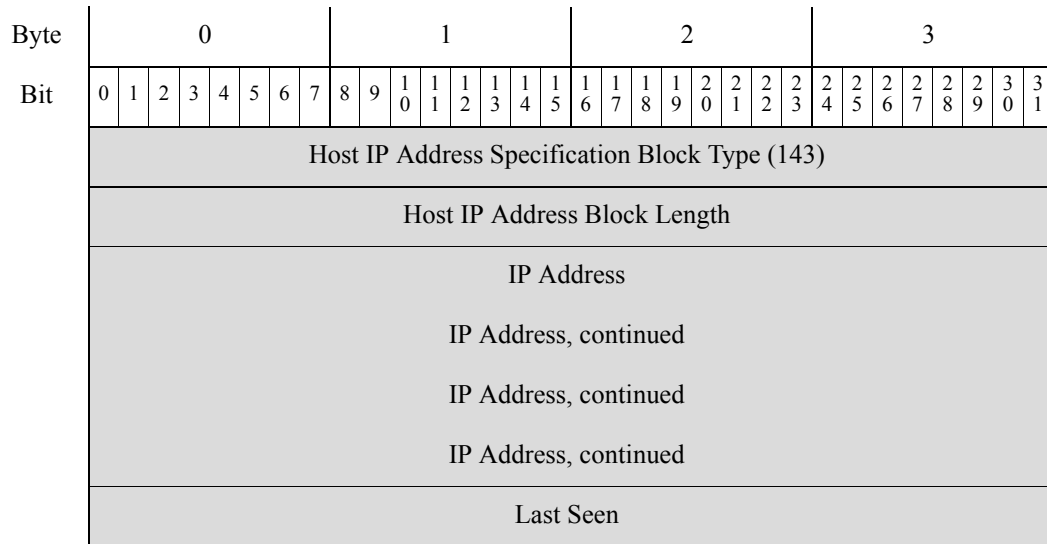 Byte 0 1 2 3
Bit 0 1 2 3 4 5 6 7 8 9 10 11 12 13 14 15 16 17 18 19 20 21 22 23 24 25 26 27 28 29 30 31
Host IP Address Specification Block Type (143)
Host IP Address Block Length
IP Address
IP Address, continued
IP Address, continued
IP Address, continued
Last Seen